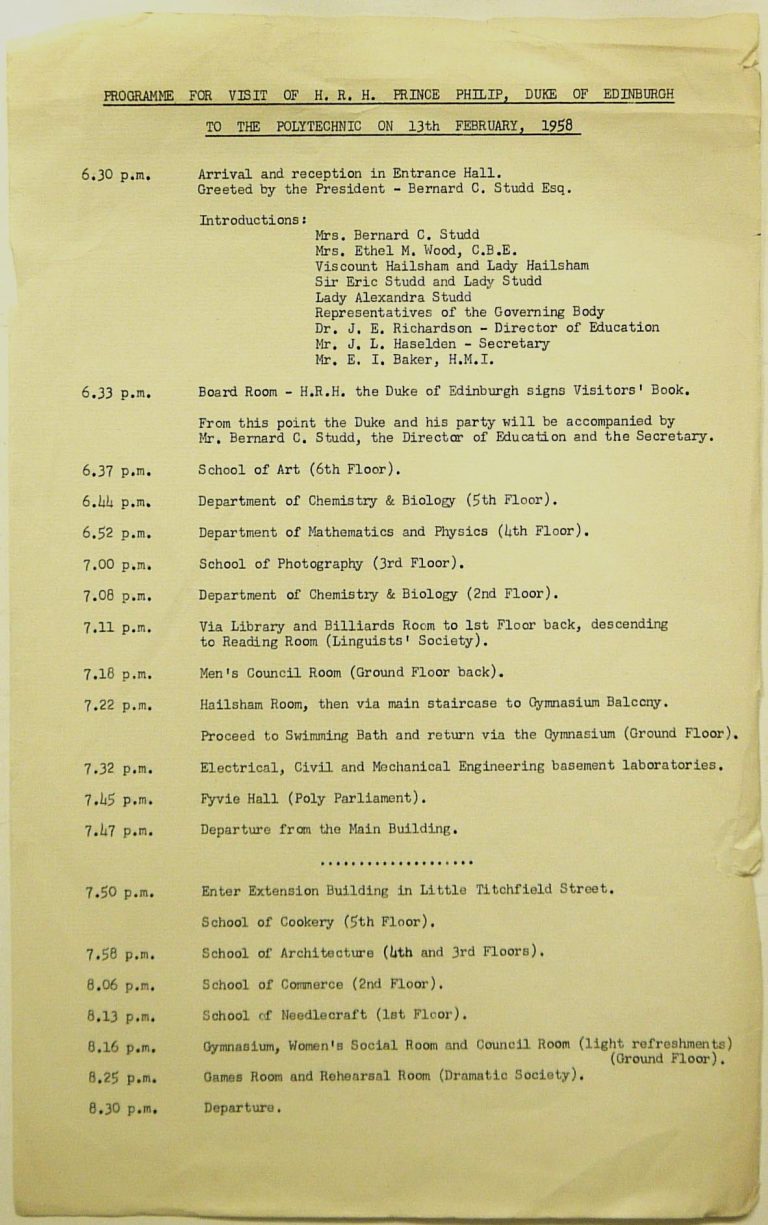 PROGRAMME FOR VISIT OF H. R. H. PRINCE PHILIP, DUKE OF EDINBURGH
TO THE POLYTECHNIC ON 13th FEBRUARY, 1958
6.30 p.m. Arrival and reception in Entrance Hall.
Greeted by the President - Bernard C. Studd Esq.
Introductions:
Mrs. Bernard C. Studd
Mrs. Ethel M. Wood, C.B.E.
Viscount Hailsham and Lady Hailsham
Sir Eric Studd and Lady Studd
Lady Alexandra Studd
Representatives of the Governing Body
Dr. J. E. Richardson - Director of Education
Mr. J. L. Haselden - Secretary
Mr. E. I. Baker, H.M.I.
6.33 p.m. Board Room - H.R.H. the Duke of Edinburgh signs Visitors' Book.
From this point the Duke and his party will be accompanied by
Mr. Bernard C. Studd, the Director of Education and the Secretary.
6.37 p.m. School of Art (6th Floor).
6.44 p.m. Department of Chemistry & Biology (5th Floor).
6.52 p.m. Department of Mathematics and Physics (4th Floor).
7.00 p.m. School of Photography (3rd Floor).
7.08 p.m. Department of Chemistry & Biology (2nd Floor).
7.11 p.m. Via Library and Billiards Room to 1st Floor back, descending
to Reading Room (Linguists' Society).
7.18 p.m. Men's Council Room (Ground Floor back).
7.22 p.m. Hailsham Room, then via main staircase to Gymnasium Balcony.
Proceed to Swimming Bath and return via the Gymnasium (Ground Floor).
7.32 p.m. Electrical, Civil and Mechanical Engineering basement laboratories.
7.45 p.m. Fyvie Hall (Poly Parliament).
7.47 p.m. Departure from the Main Building.
....................
7.50 p.m. Enter Extension Building in Little Titchfield Street.
School of Cookery (5th Floor).
7.58 p.m. School of Architecture (4th and 3rd Floors).
8.06 p.m. School of Commerce (2nd Floor).
8.13 p.m. School of Needlecraft (1st Floor).
8.16 p.m. Gymnasium, Women's Social Room and Council Room (light refreshments)
(Ground Floor).
8.25 p.m. Games Room and Rehearsal Room (Dramatic Society).
8.30 p.m. Departure.